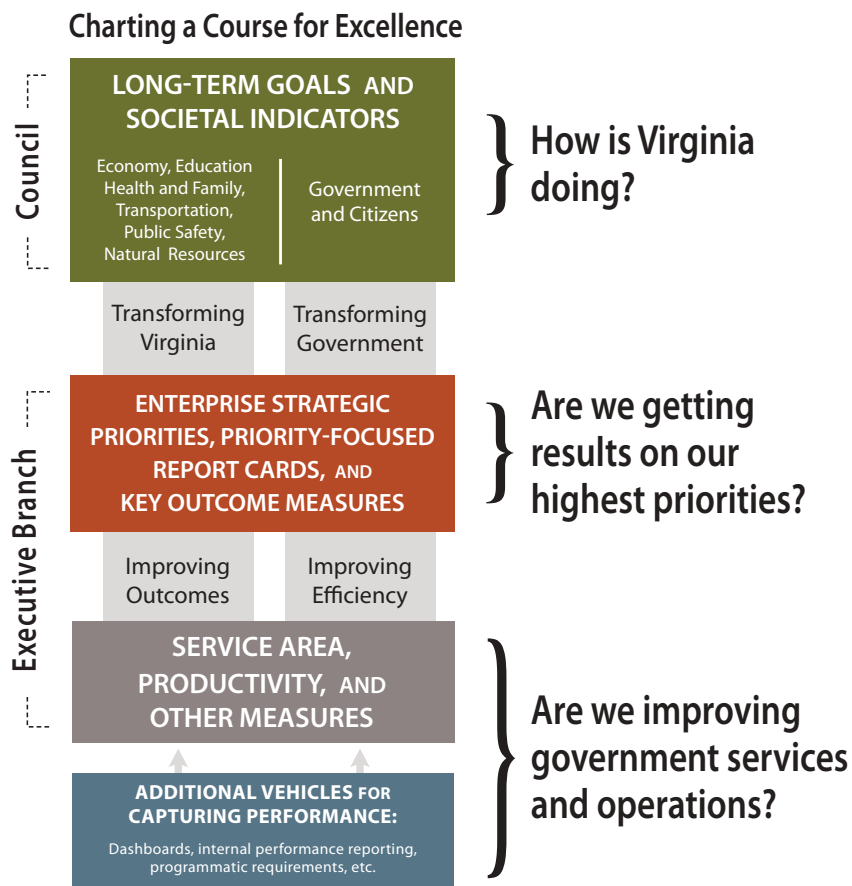 Charting a Course for Excellence
Council
LONG-TERM GOALS AND
SOCIETAL INDICATORS
Economy, Education
Health and Family,
Transportation,
Public Safety,
Natural Resources
Government
and Citizens
How is Virginia
doing?
Transforming
Virginia
Transforming
Government
Executive Branch
ENTERPRISE STRATEGIC
PRIORITIES, PRIORITY-FOCUSED
REPORT CARDS, AND
KEY OUTCOME MEASURES
Are we getting
results on our
highest priorities?
Improving
Outcomes
Improving
Efficiency
SERVICE AREA,
PRODUCTIVITY, AND
OTHER MEASURES
Are we improving
government services
and operations?
ADDITIONAL VEHICLES FOR
CAPTURING PERFORMANCE:
Dashboards, internal performance reporting,
programmatic requirements, etc.